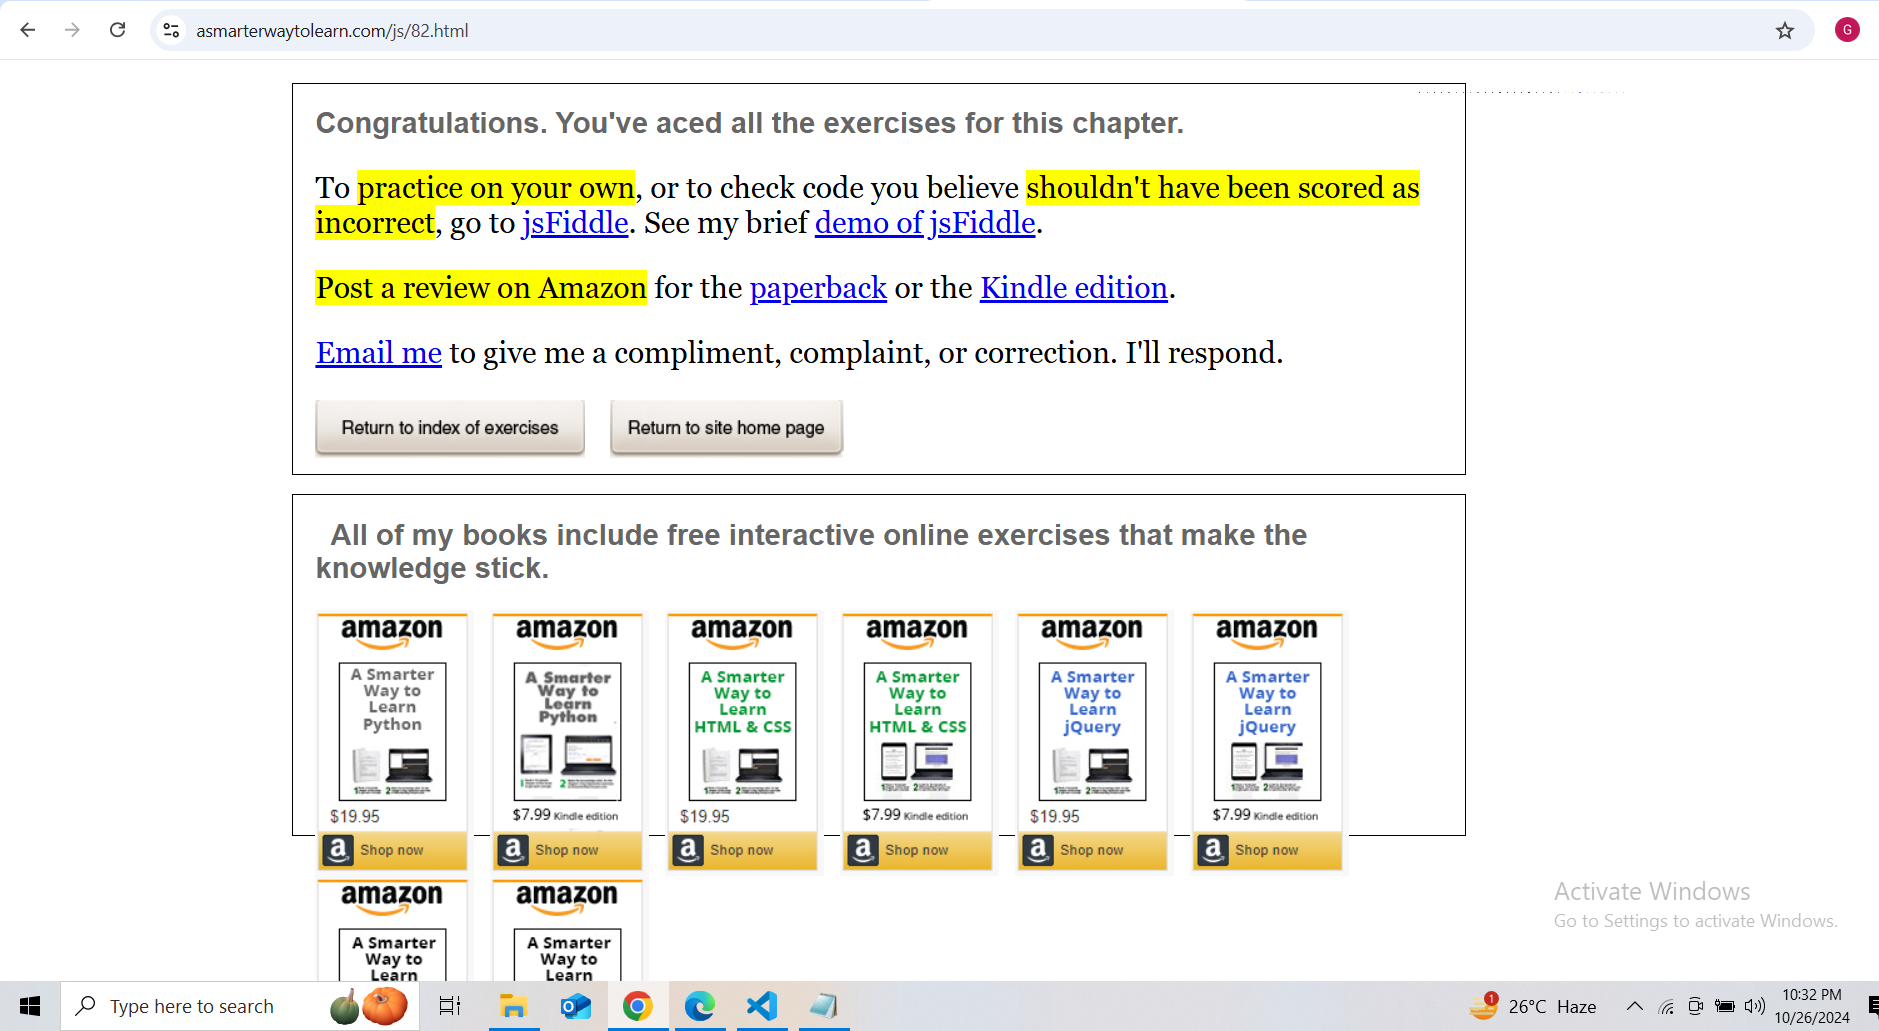 asmarterwaytolearn.com/js/82.html
G
Congratulations. You've aced all the exercises for this chapter.
To practice on your own, or to check code you believe shouldn't have been scored as
incorrect, go to jsFiddle. See my brief demo of jsFiddle.
Post a review on Amazon for the paperback or the Kindle edition.
Email me to give me a compliment, complaint, or correction. I'll respond.
Return to index of exercises Return to site home page
All of my books include free interactive online exercises that make the
knowledge stick.
amazon amazon amazon amazon amazon amazon
A Smarter A Smarter A Smarter A Smarter A Smarter A Smarter
Way to Way to Way to Way to Way to Way to
Learn Learn Learn Learn Learn Learn
Python Python HTML & CSS HTML & CSS jQuery jQuery
$19.95 $7.99 Kindle edition $19.95 $7.99 Kindle edition $19.95 $7.99 Kindle edition
a Shop now a Shop now a Shop now a Shop now a Shop now a Shop now
amazon amazon
A Smarter A Smarter
Way to Way to
Learn Learn
Activate Windows
Go to Settings to activate Windows.
Type here to search
1 26°C Haze
10:32 PM
10/26/2024